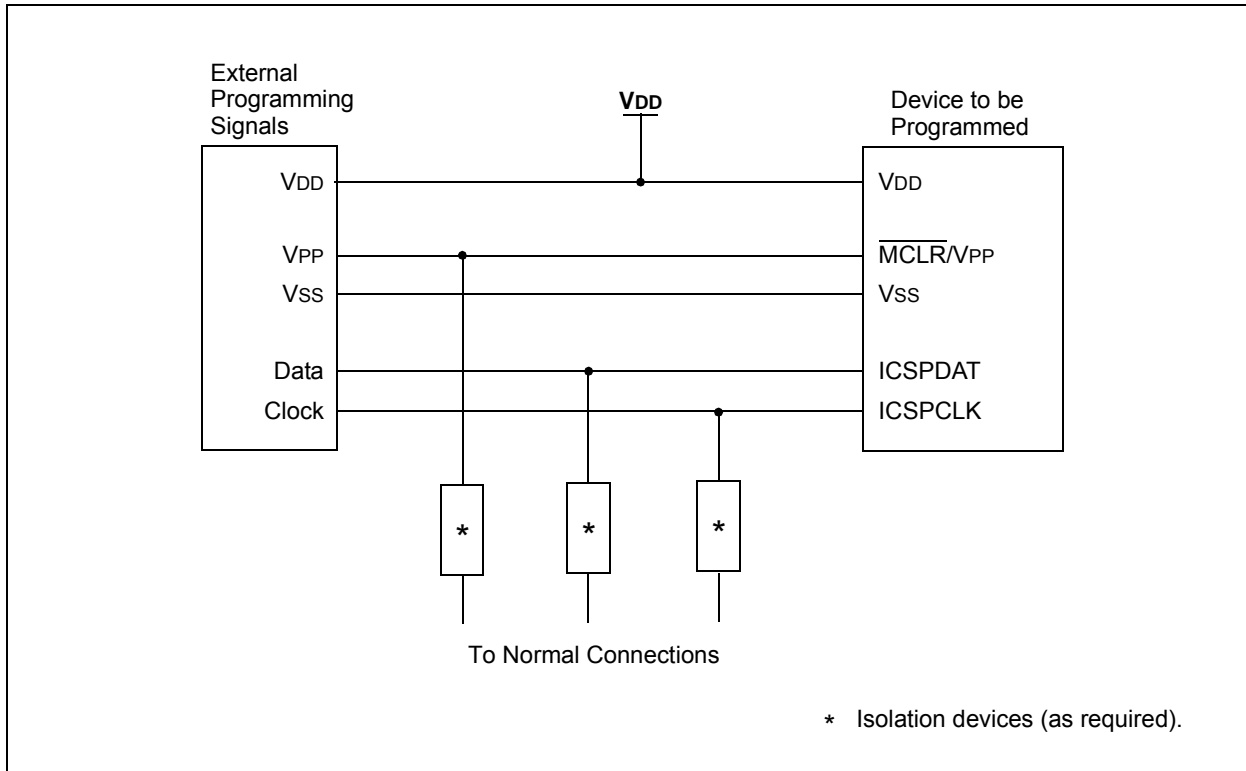 External
Programming
Signals
VDD
Device to be
Programmed
VDD
VDD
VPP
MCLR/VPP
VSS
VSS
Data
ICSPDAT
Clock
ICSPCLK
* * *
To Normal Connections
* Isolation devices (as required).